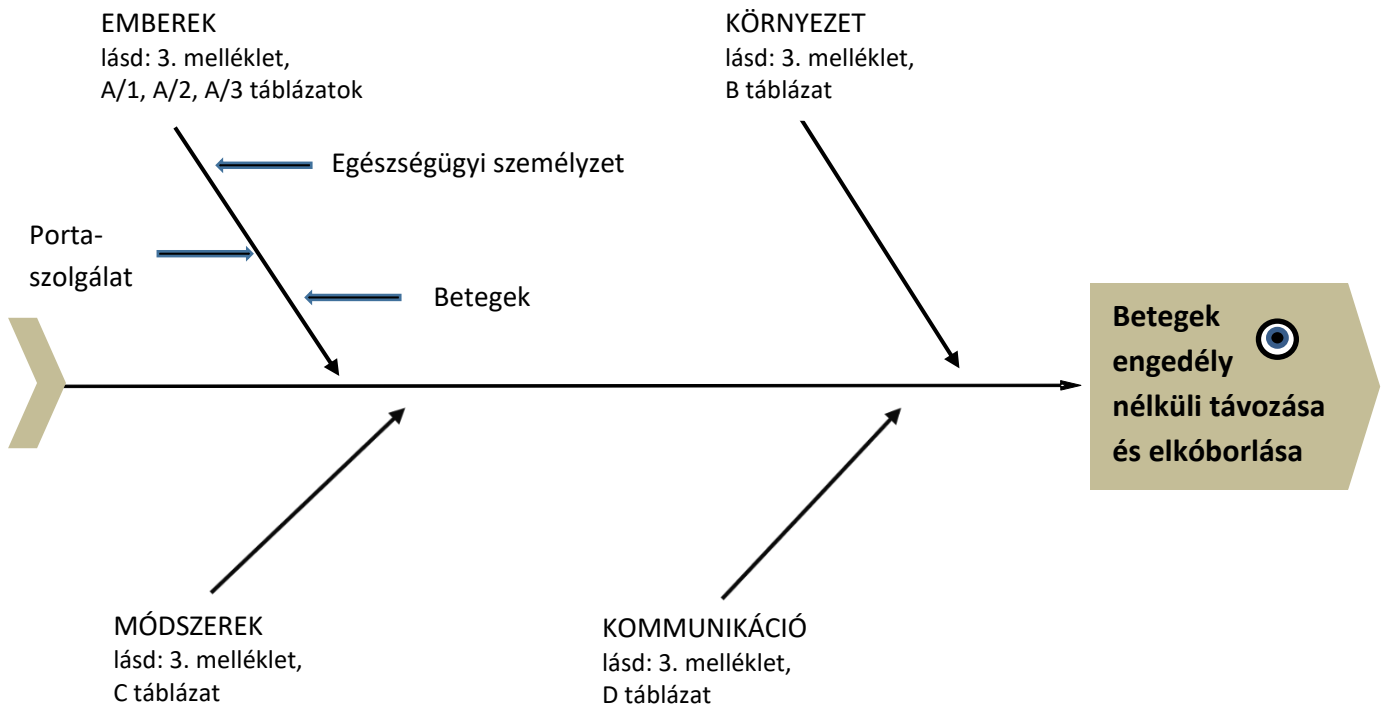 EMBEREK
lásd: 3. melléklet,
A/1, A/2, A/3 táblázatok
KÖRNYEZET
lásd: 3. melléklet,
B táblázat
Egészségügyi személyzet
Porta-
szolgálat
Betegek
Betegek
engedély
nélküli távozása
és elkóborlása
MÓDSZEREK
lásd: 3. melléklet,
C táblázat
KOMMUNIKÁCIÓ
lásd: 3. melléklet,
D táblázat